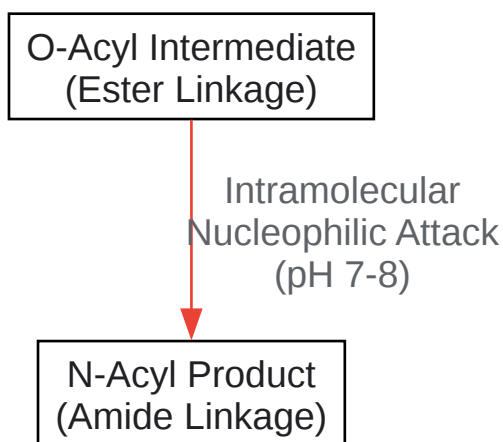 O-Acyl Intermediate
(Ester Linkage)
Intramolecular
Nucleophilic Attack
(pH 7-8)
N-Acyl Product
(Amide Linkage)